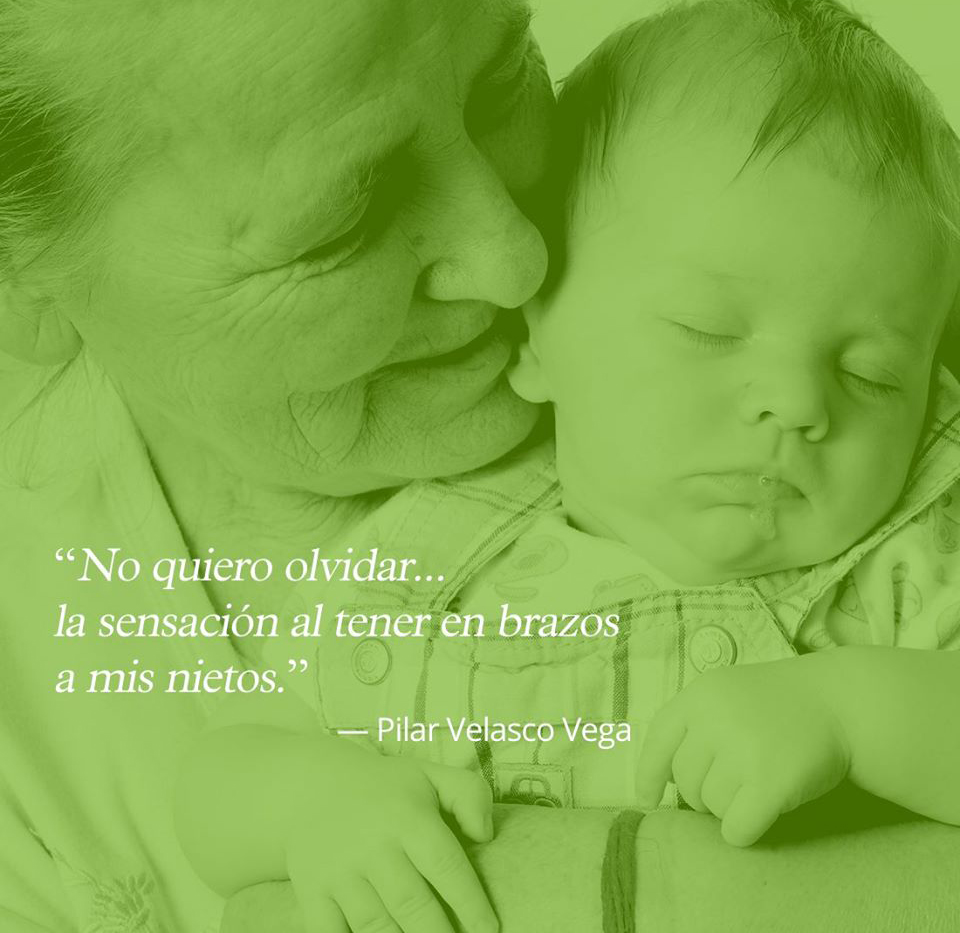 “No quiero olvidar...
la sensación al tener en brazos
a mis nietos.”
— Pilar Velasco Vega